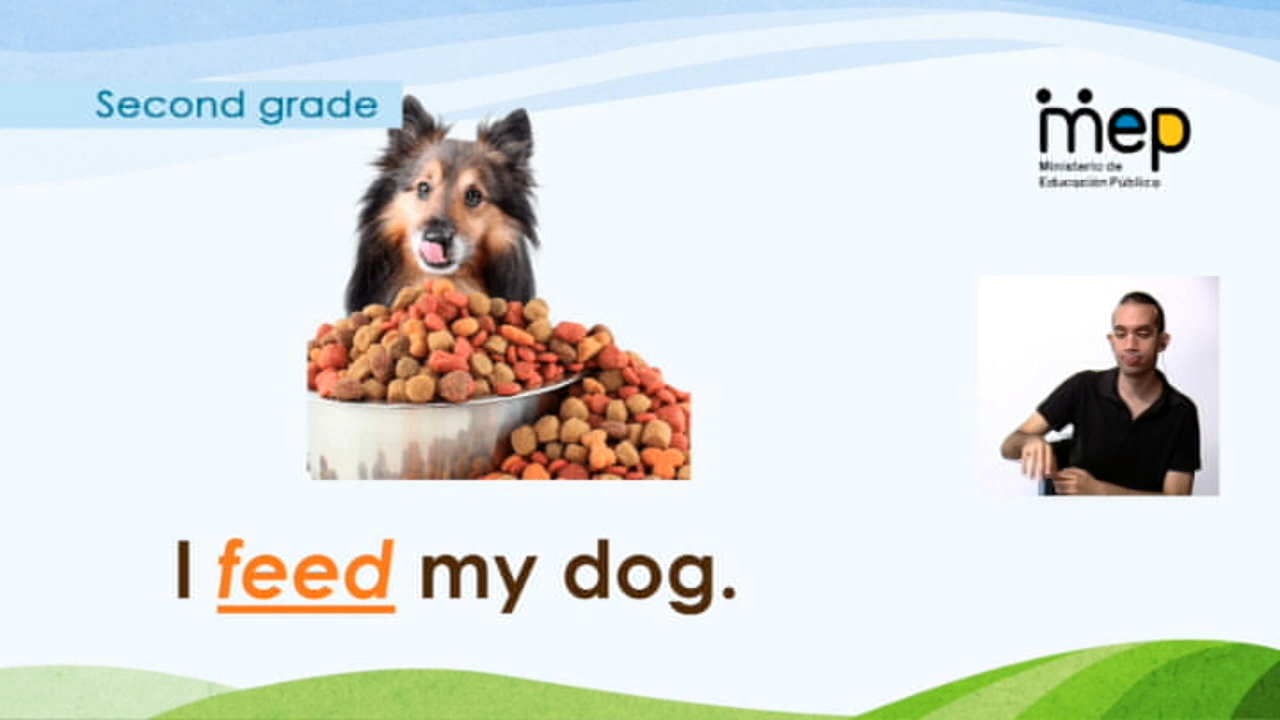 Second grade
mep
Ministerio de
Educación Pública
I feed my dog.